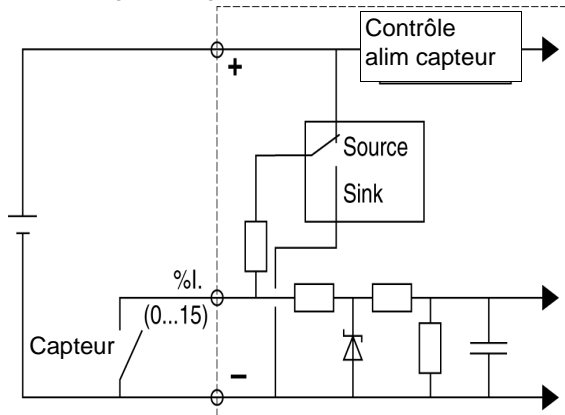 Contrôle
alim capteur
+
Source
Sink
%I.
(0...15)
Capteur
−